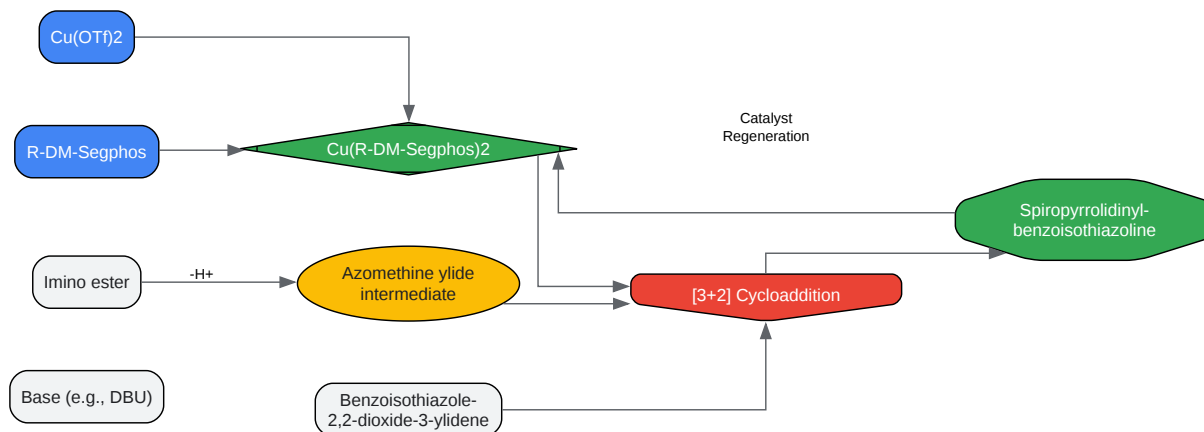 Cu(OTf)2
R-DM-Segphos
Cu(R-DM-Segphos)2
Catalyst
Regeneration
Spiropyrrolidinyl-
benzoisothiazoline
Imino ester
-H+
Azomethine ylide
intermediate
[3+2] Cycloaddition
Base (e.g., DBU)
Benzoisothiazole-
2,2-dioxide-3-ylidene